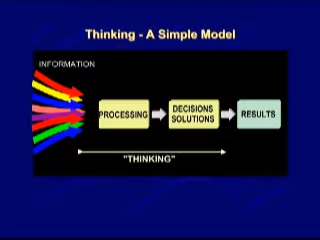 Thinking - A Simple Model
INFORMATION
PROCESSING
DECISIONS
SOLUTIONS
RESULTS
"THINKING"